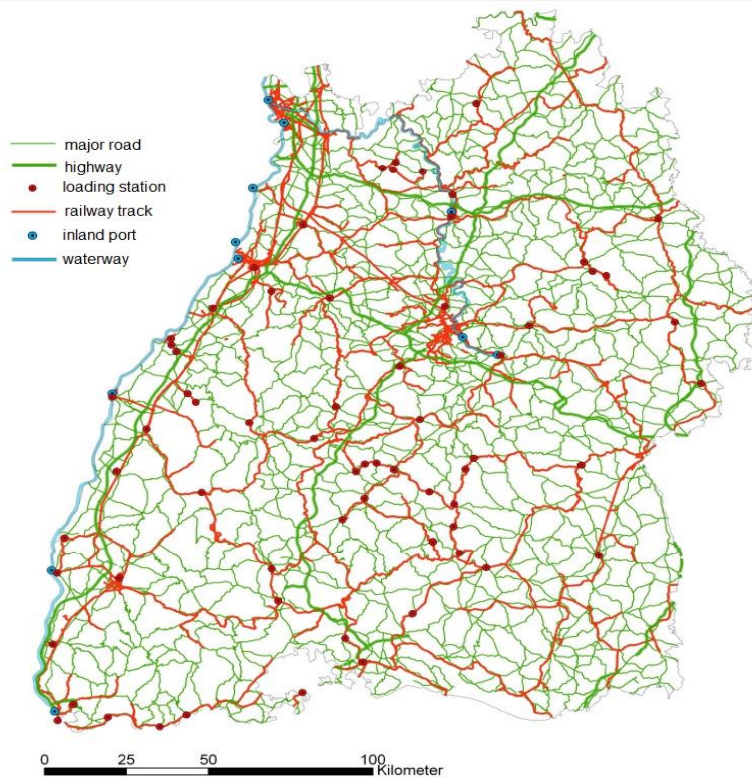 major road
highway
loading station
railway track
inland port
waterway
0 25 50 100
Kilometer